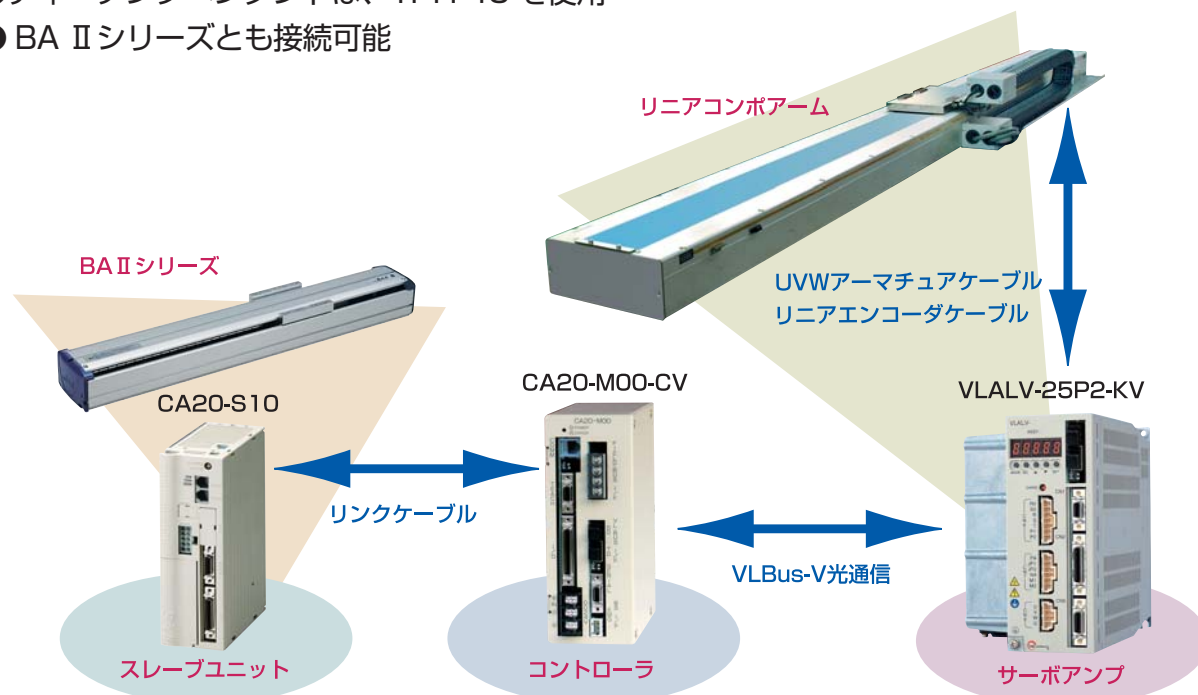 ● BA Ⅱシリーズとも接続可能
リニアコンポアーム
BAⅡシリーズ
UVWアーマチュアケーブル
リニアエンコーダケーブル
CA20-S10
CA20-M00-CV
VLALV-25P2-KV
CA20-M00
VLALV-
リンクケーブル
VLBus-V光通信
スレーブユニット
コントローラ
サーボアンプ